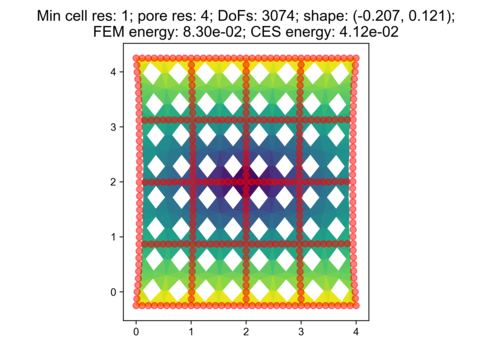 Min cell res: 1; pore res: 4; DoFs: 3074; shape: (-0.207, 0.121);
FEM energy: 8.30e-02; CES energy: 4.12e-02
4
3
2
1
0
0 1 2 3 4